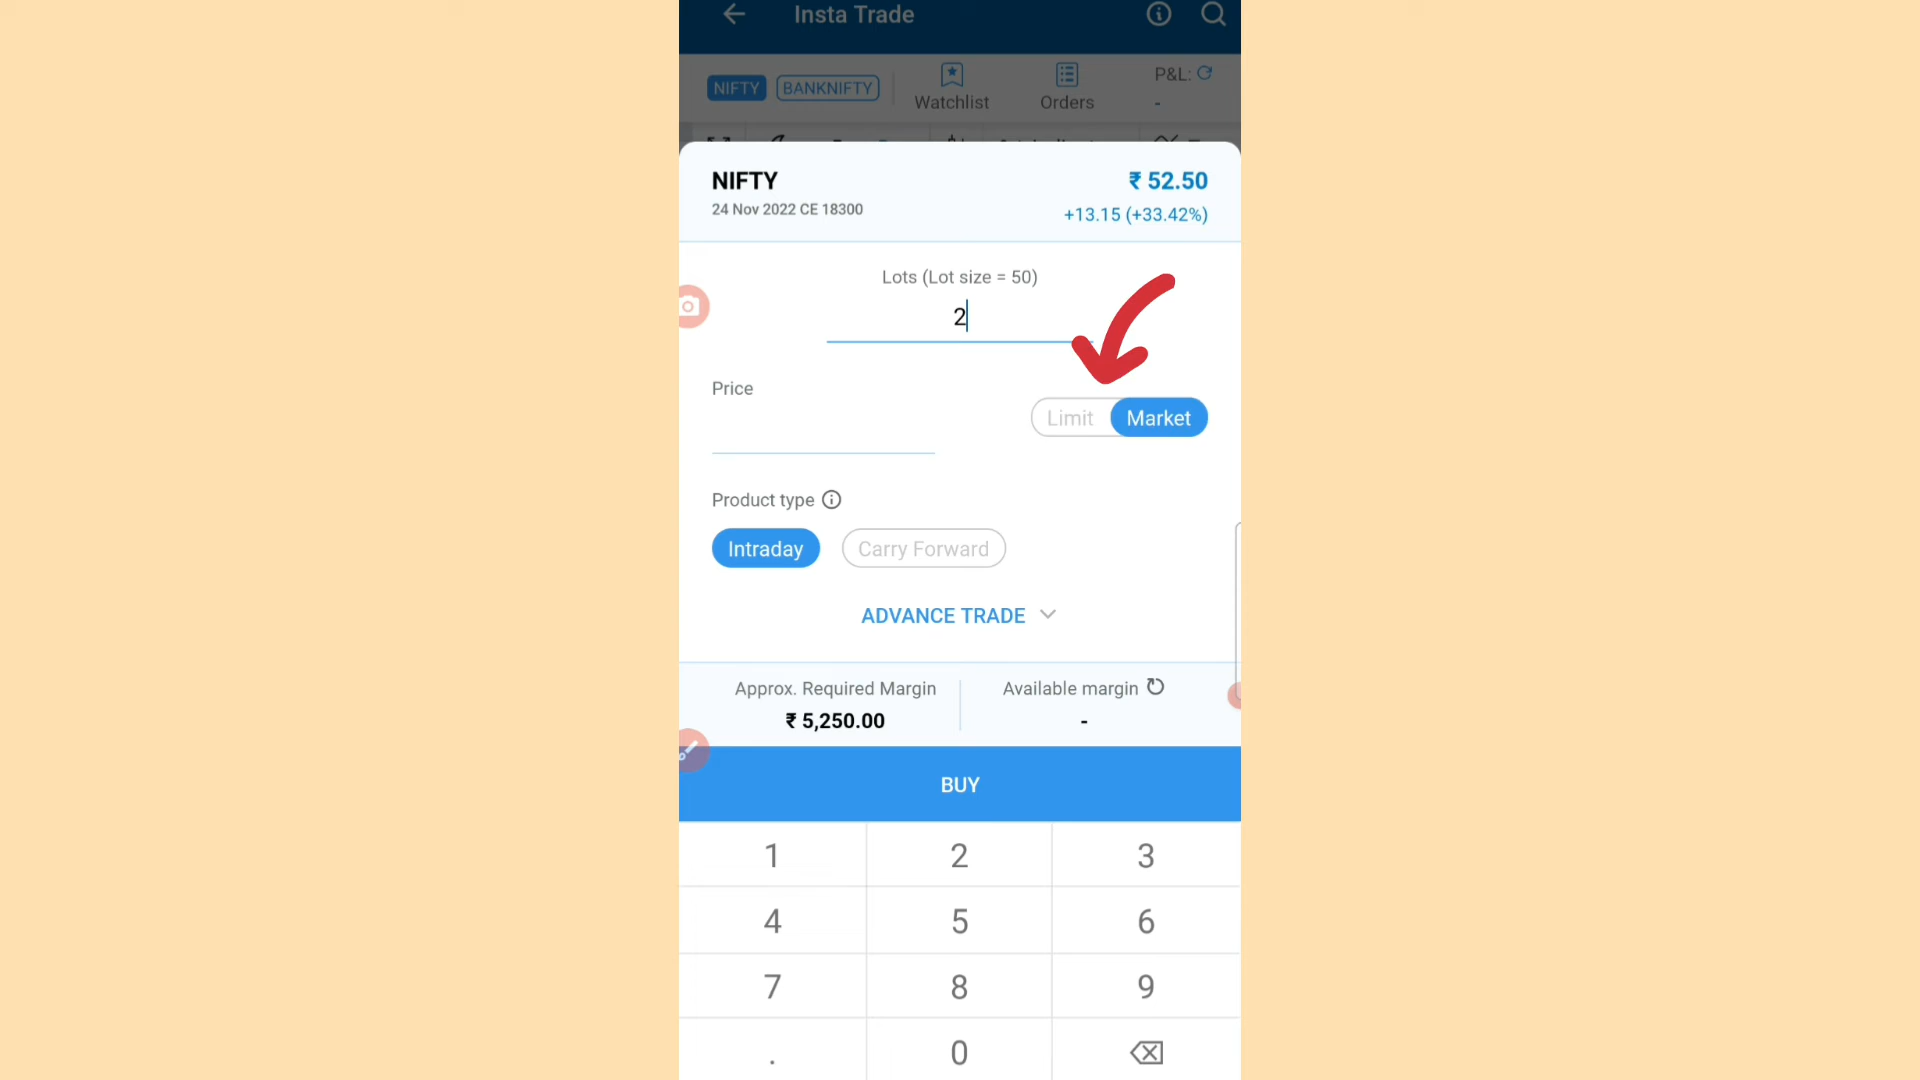 Insta Trade
NIFTY BANKNIFTY Watchlist Orders P&L:
-
NIFTY ₹ 52.50
24 Nov 2022 CE 18300 +13.15 (+33.42%)
Lots (Lot size = 50)
2
Price
Limit Market
Product type
Intraday Carry Forward
ADVANCE TRADE
Approx. Required Margin Available margin
₹ 5,250.00 -
BUY
1 2 3
4 5 6
7 8 9
. 0